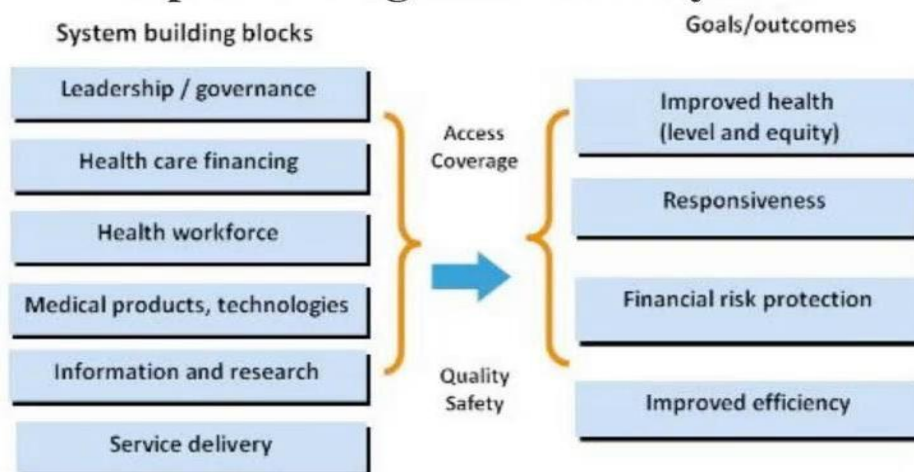 System building blocks
Leadership / governance
Health care financing
Health workforce
Medical products, technologies
Information and research
Service delivery
Access
Coverage
Quality
Safety
Goals/outcomes
Improved health
(level and equity)
Responsiveness
Financial risk protection
Improved efficiency